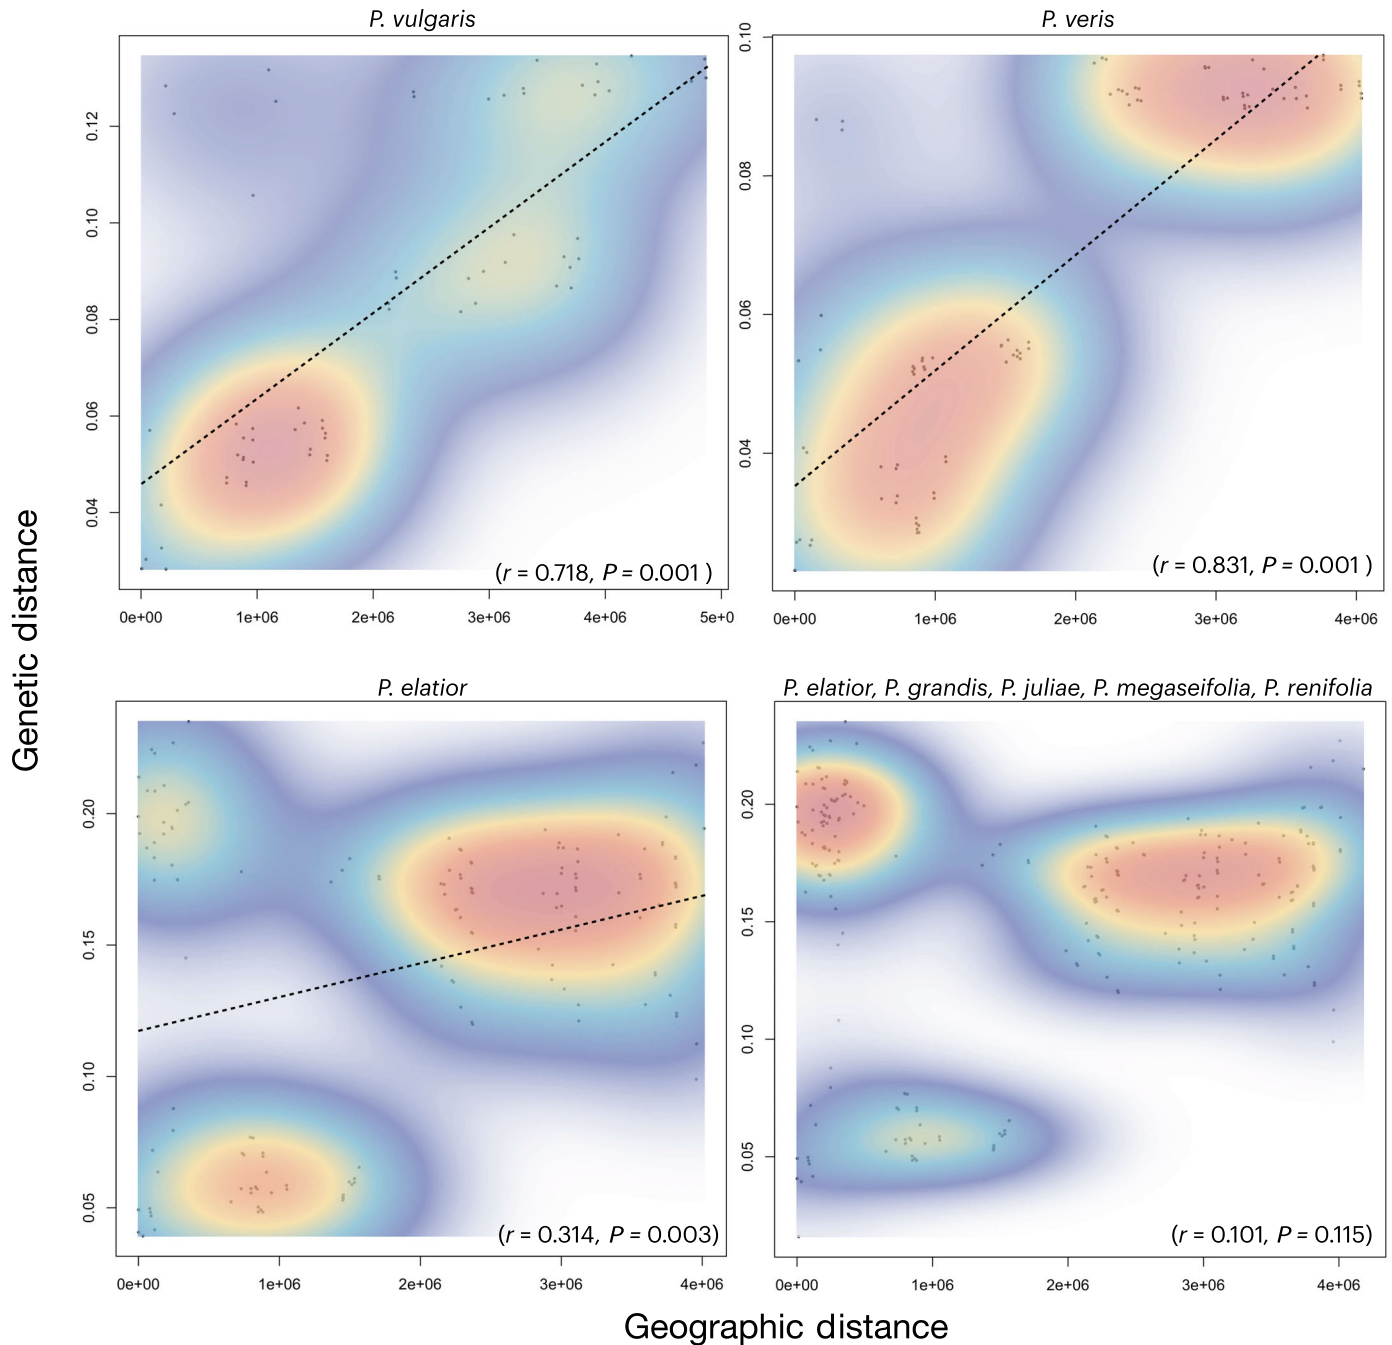 P. vulgaris
P. veris
0.04 0.06 0.08 0.10 0.12
0.04 0.06 0.08 0.10
(r = 0.718, P = 0.001 )
(r = 0.831, P = 0.001 )
0e+00 1e+06 2e+06 3e+06 4e+06 5e+0
0e+00 1e+06 2e+06 3e+06 4e+06
Genetic distance
P. elatior
P. elatior, P. grandis, P. juliae, P. megaseifolia, P. renifolia
0.05 0.10 0.15 0.20
0.05 0.10 0.15 0.20
(r = 0.314, P = 0.003)
(r = 0.101, P = 0.115)
0e+00 1e+06 2e+06 3e+06 4e+06
0e+00 1e+06 2e+06 3e+06 4e+06
Geographic distance